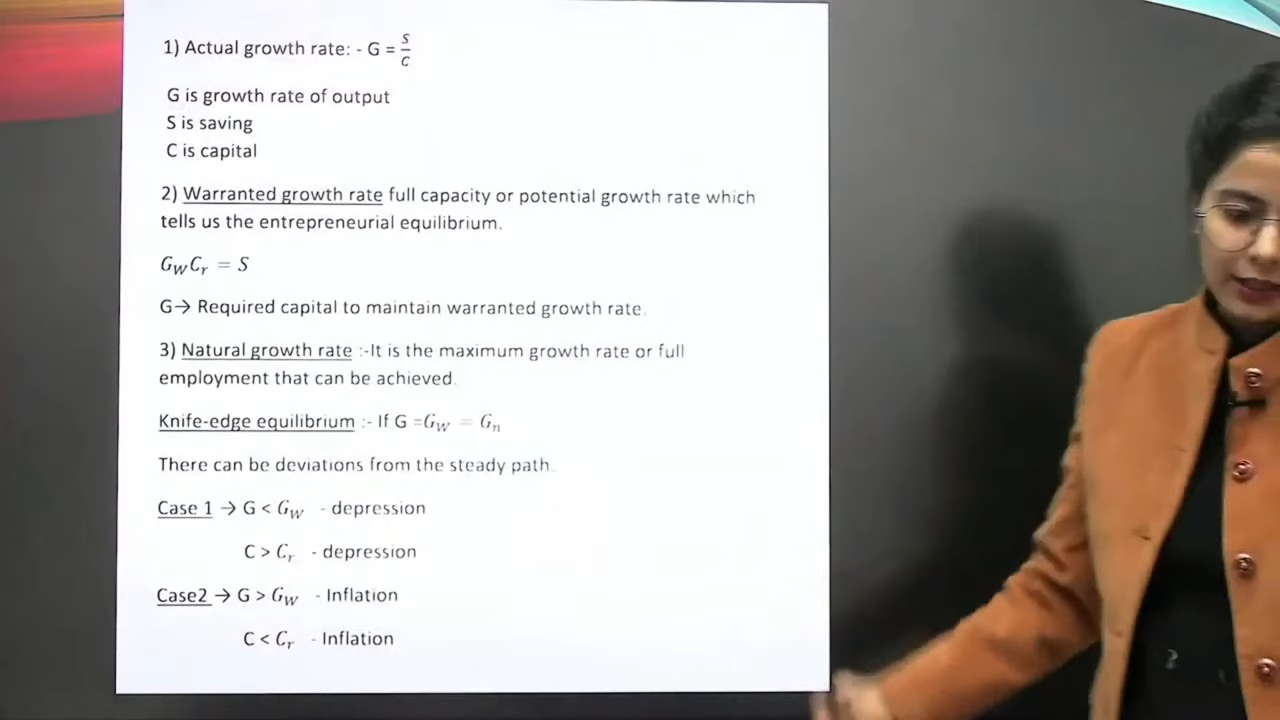 1) Actual growth rate: - G = S/C
G is growth rate of output
S is saving
C is capital
2) Warranted growth rate full capacity or potential growth rate which
tells us the entrepreneurial equilibrium.
G_W C_r = S
G→ Required capital to maintain warranted growth rate.
3) Natural growth rate :-It is the maximum growth rate or full
employment that can be achieved.
Knife-edge equilibrium :- If G =G_W = G_n
There can be deviations from the steady path.
Case 1 → G < G_W - depression
C > C_r - depression
Case2 → G > G_W - Inflation
C < C_r - Inflation